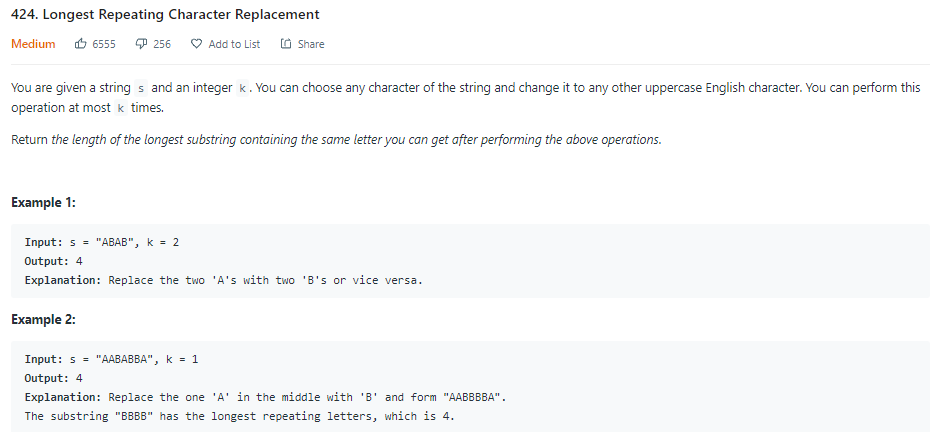 424. Longest Repeating Character Replacement
Medium 6555 256 Add to List Share
You are given a string s and an integer k. You can choose any character of the string and change it to any other uppercase English character. You can perform this
operation at most k times.
Return the length of the longest substring containing the same letter you can get after performing the above operations.
Example 1:
Input: s = "ABAB", k = 2
Output: 4
Explanation: Replace the two 'A's with two 'B's or vice versa.
Example 2:
Input: s = "AABABBA", k = 1
Output: 4
Explanation: Replace the one 'A' in the middle with 'B' and form "AABBBBA".
The substring "BBBB" has the longest repeating letters, which is 4.